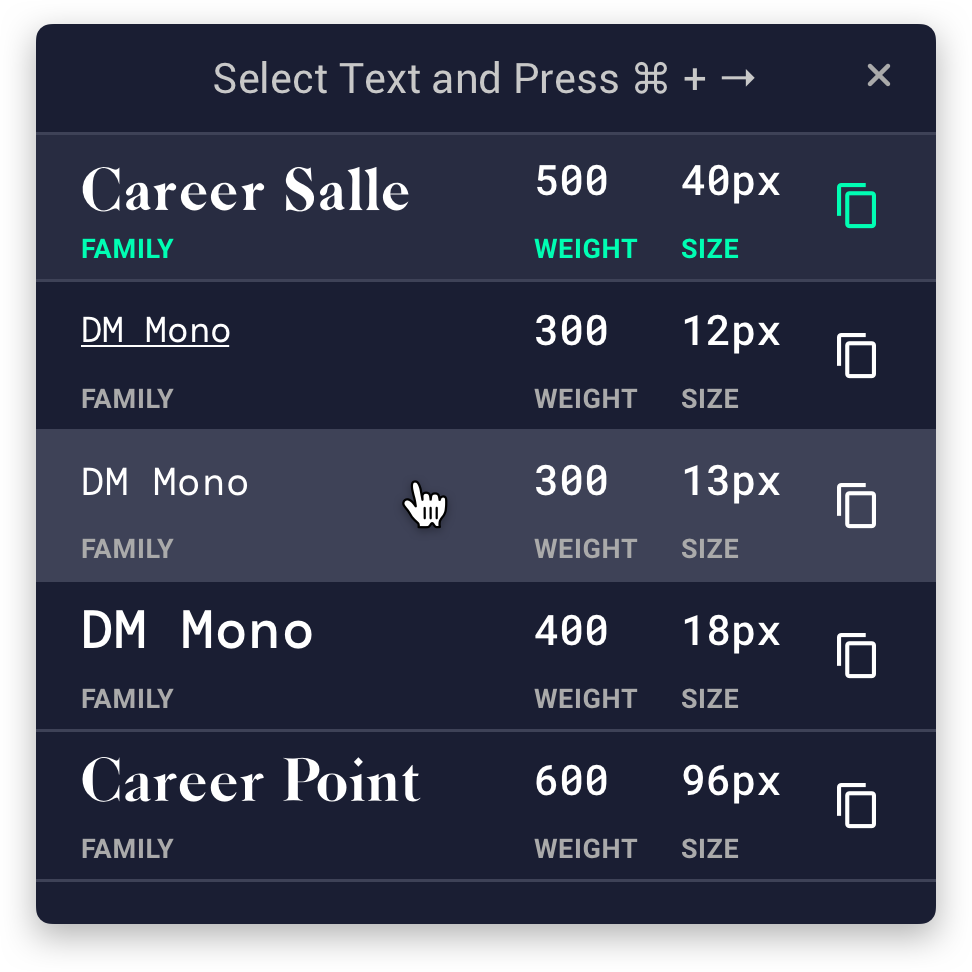 Select Text and Press ⌘ + →
Career Salle 500 40px
FAMILY WEIGHT SIZE
DM Mono 300 12px
FAMILY WEIGHT SIZE
DM Mono 300 13px
FAMILY WEIGHT SIZE
DM Mono 400 18px
FAMILY WEIGHT SIZE
Career Point 600 96px
FAMILY WEIGHT SIZE